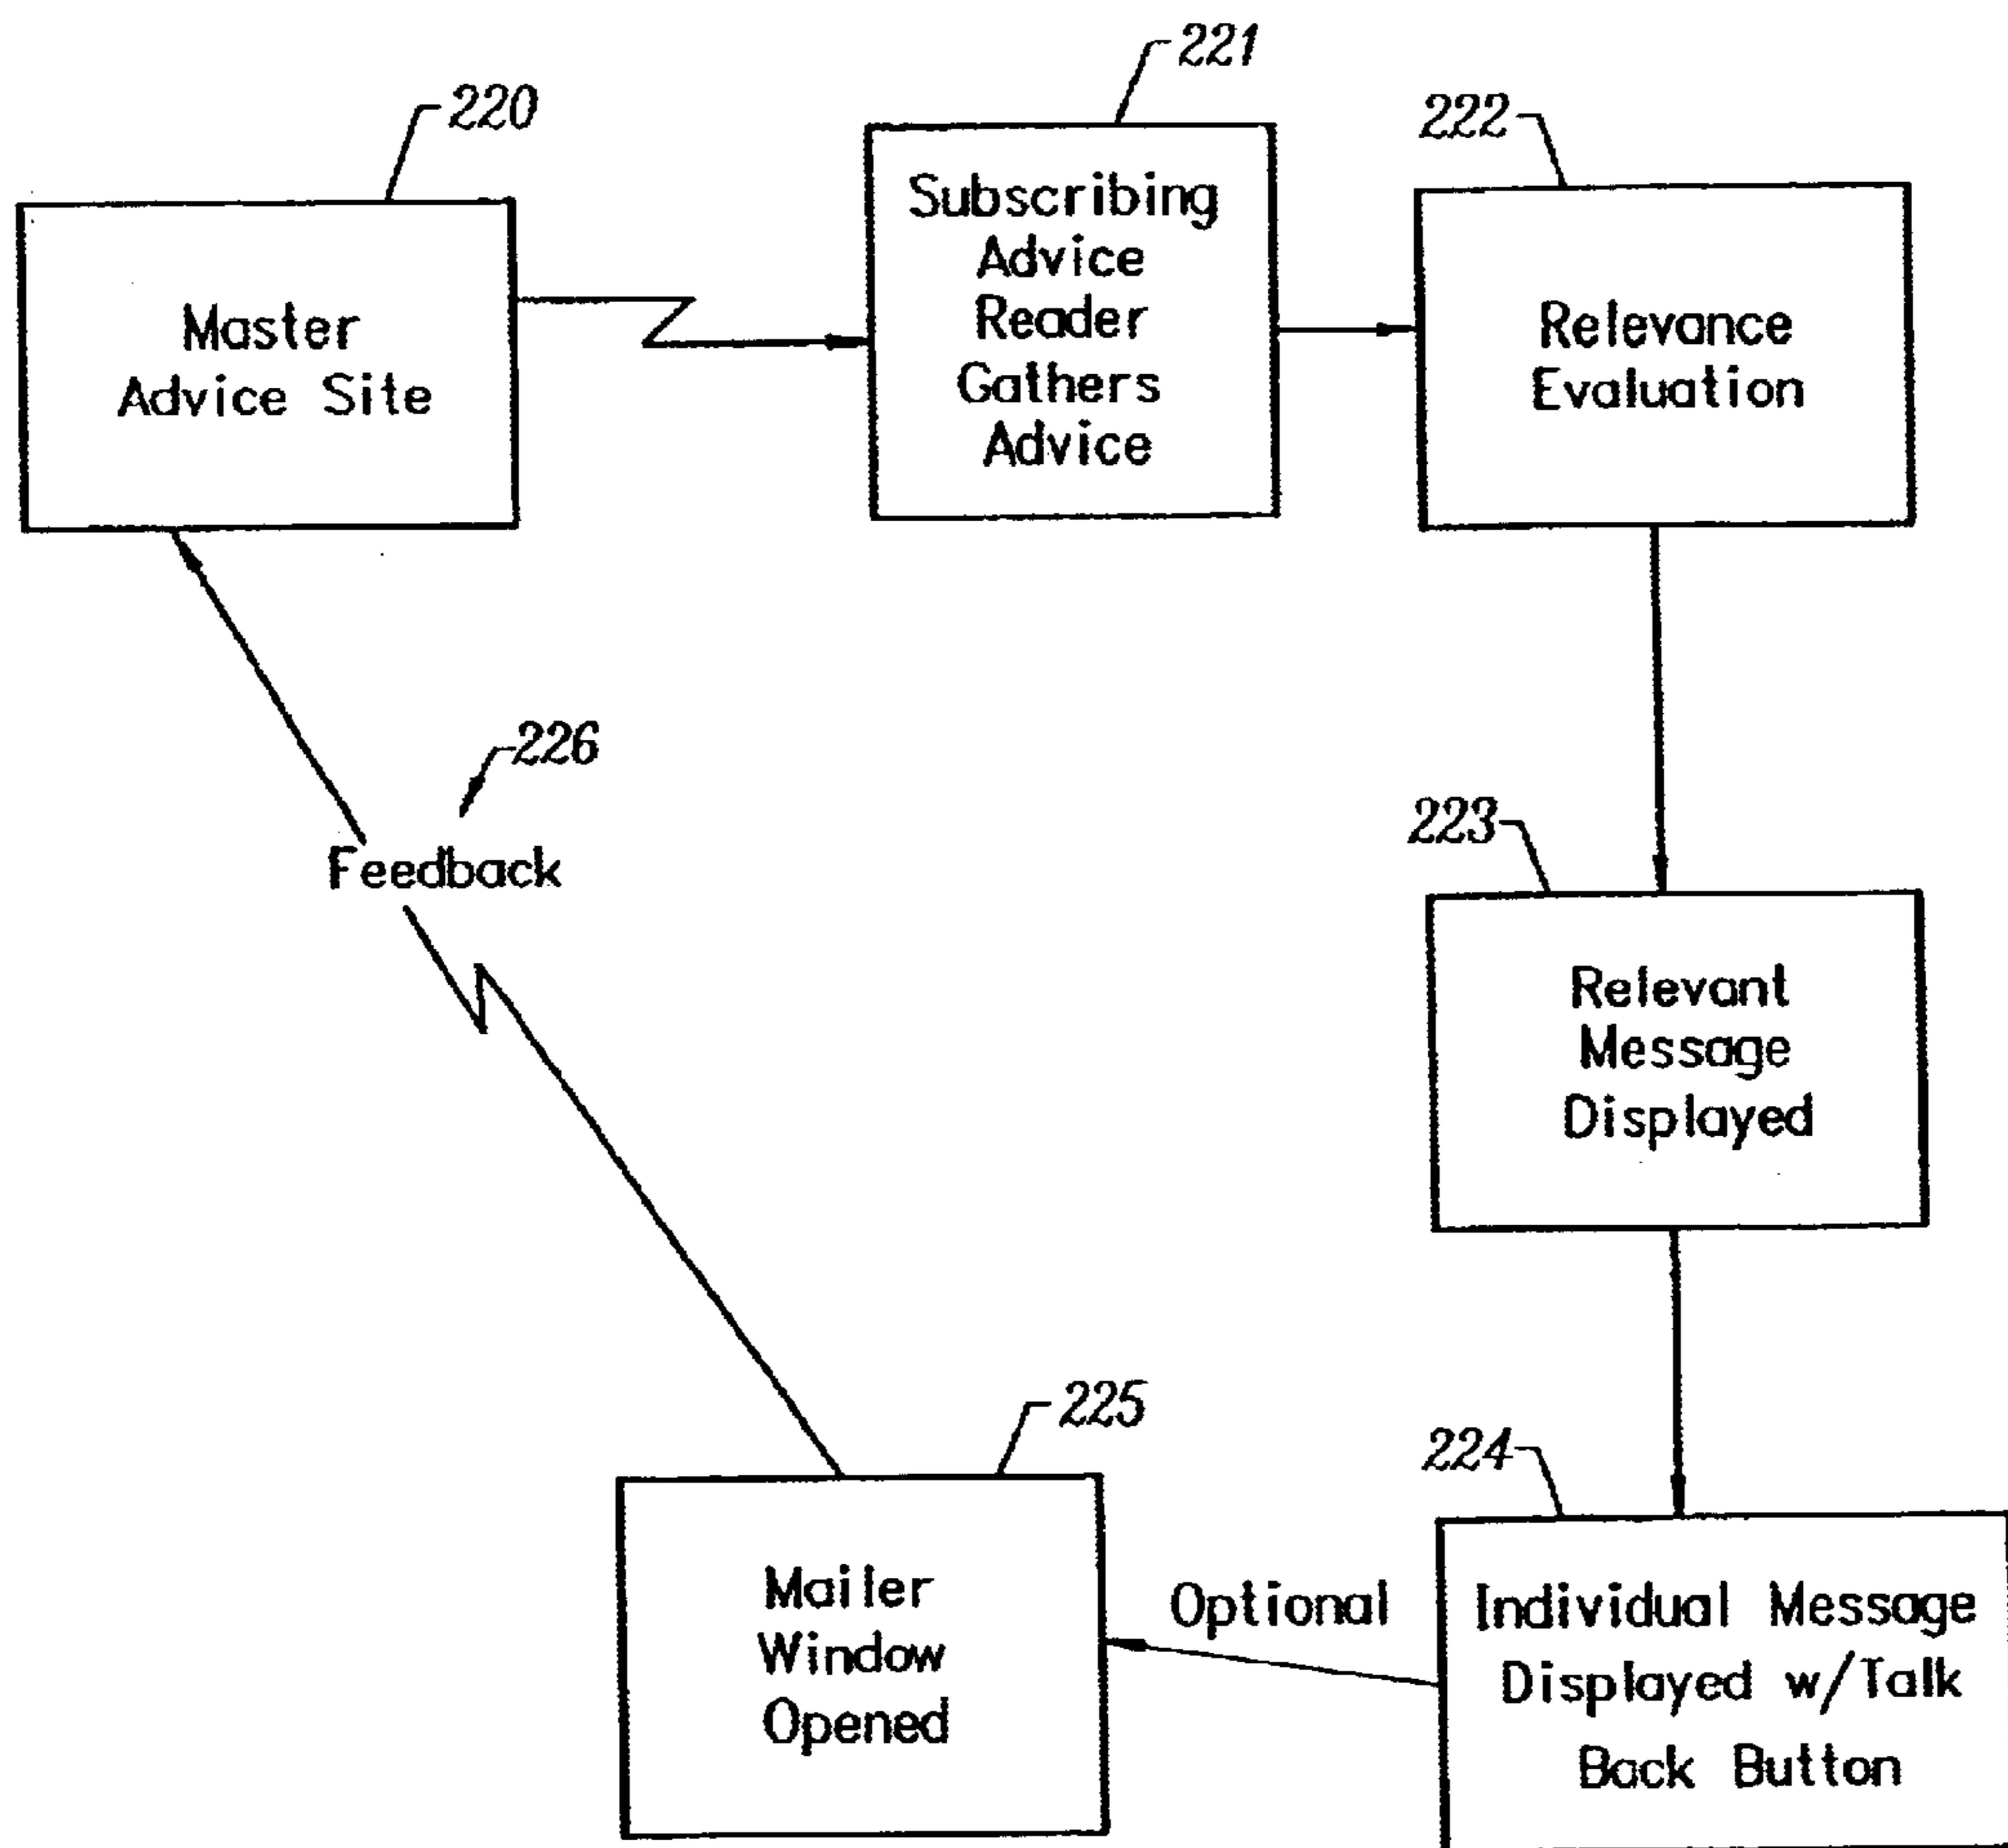 220
Master
Advice Site
221
Subscribing
Advice
Reader
Gathers
Advice
222
Relevance
Evaluation
226
Feedback
223
Relevant
Message
Displayed
225
Mailer
Window
Opened
Optional
224
Individual Message
Displayed w/Talk
Back Button